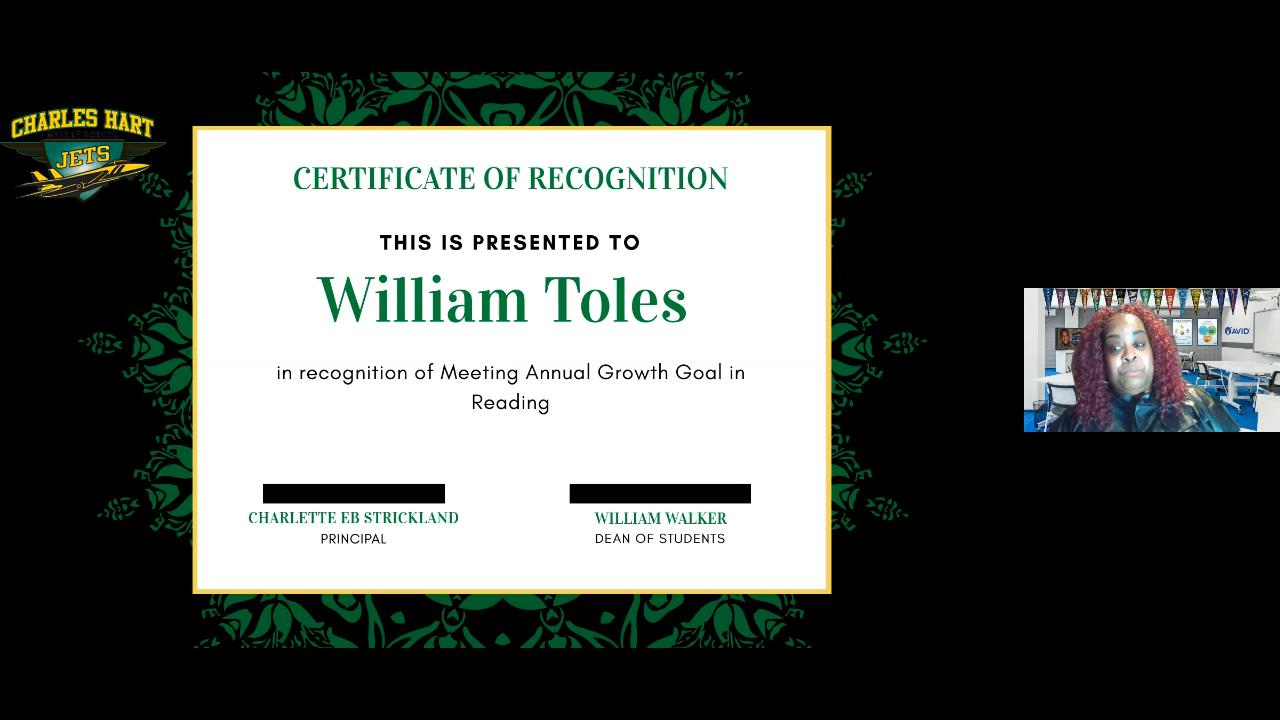 CHARLES HART
JETS
CERTIFICATE OF RECOGNITION
THIS IS PRESENTED TO
William Toles
in recognition of Meeting Annual Growth Goal in
Reading
CHARLETTE EB STRICKLAND
PRINCIPAL
WILLIAM WALKER
DEAN OF STUDENTS
AVID